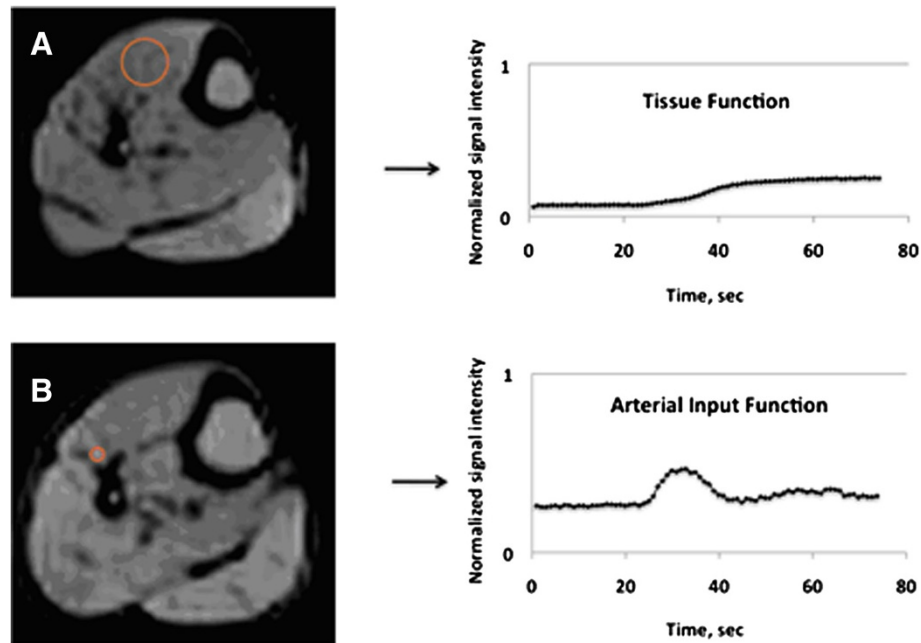 A
Normalized signal intensity
1
Tissue Function
0
0 20 40 60 80
Time, sec
B
Normalized signal intensity
1
Arterial Input Function
0
0 20 40 60 80
Time, sec